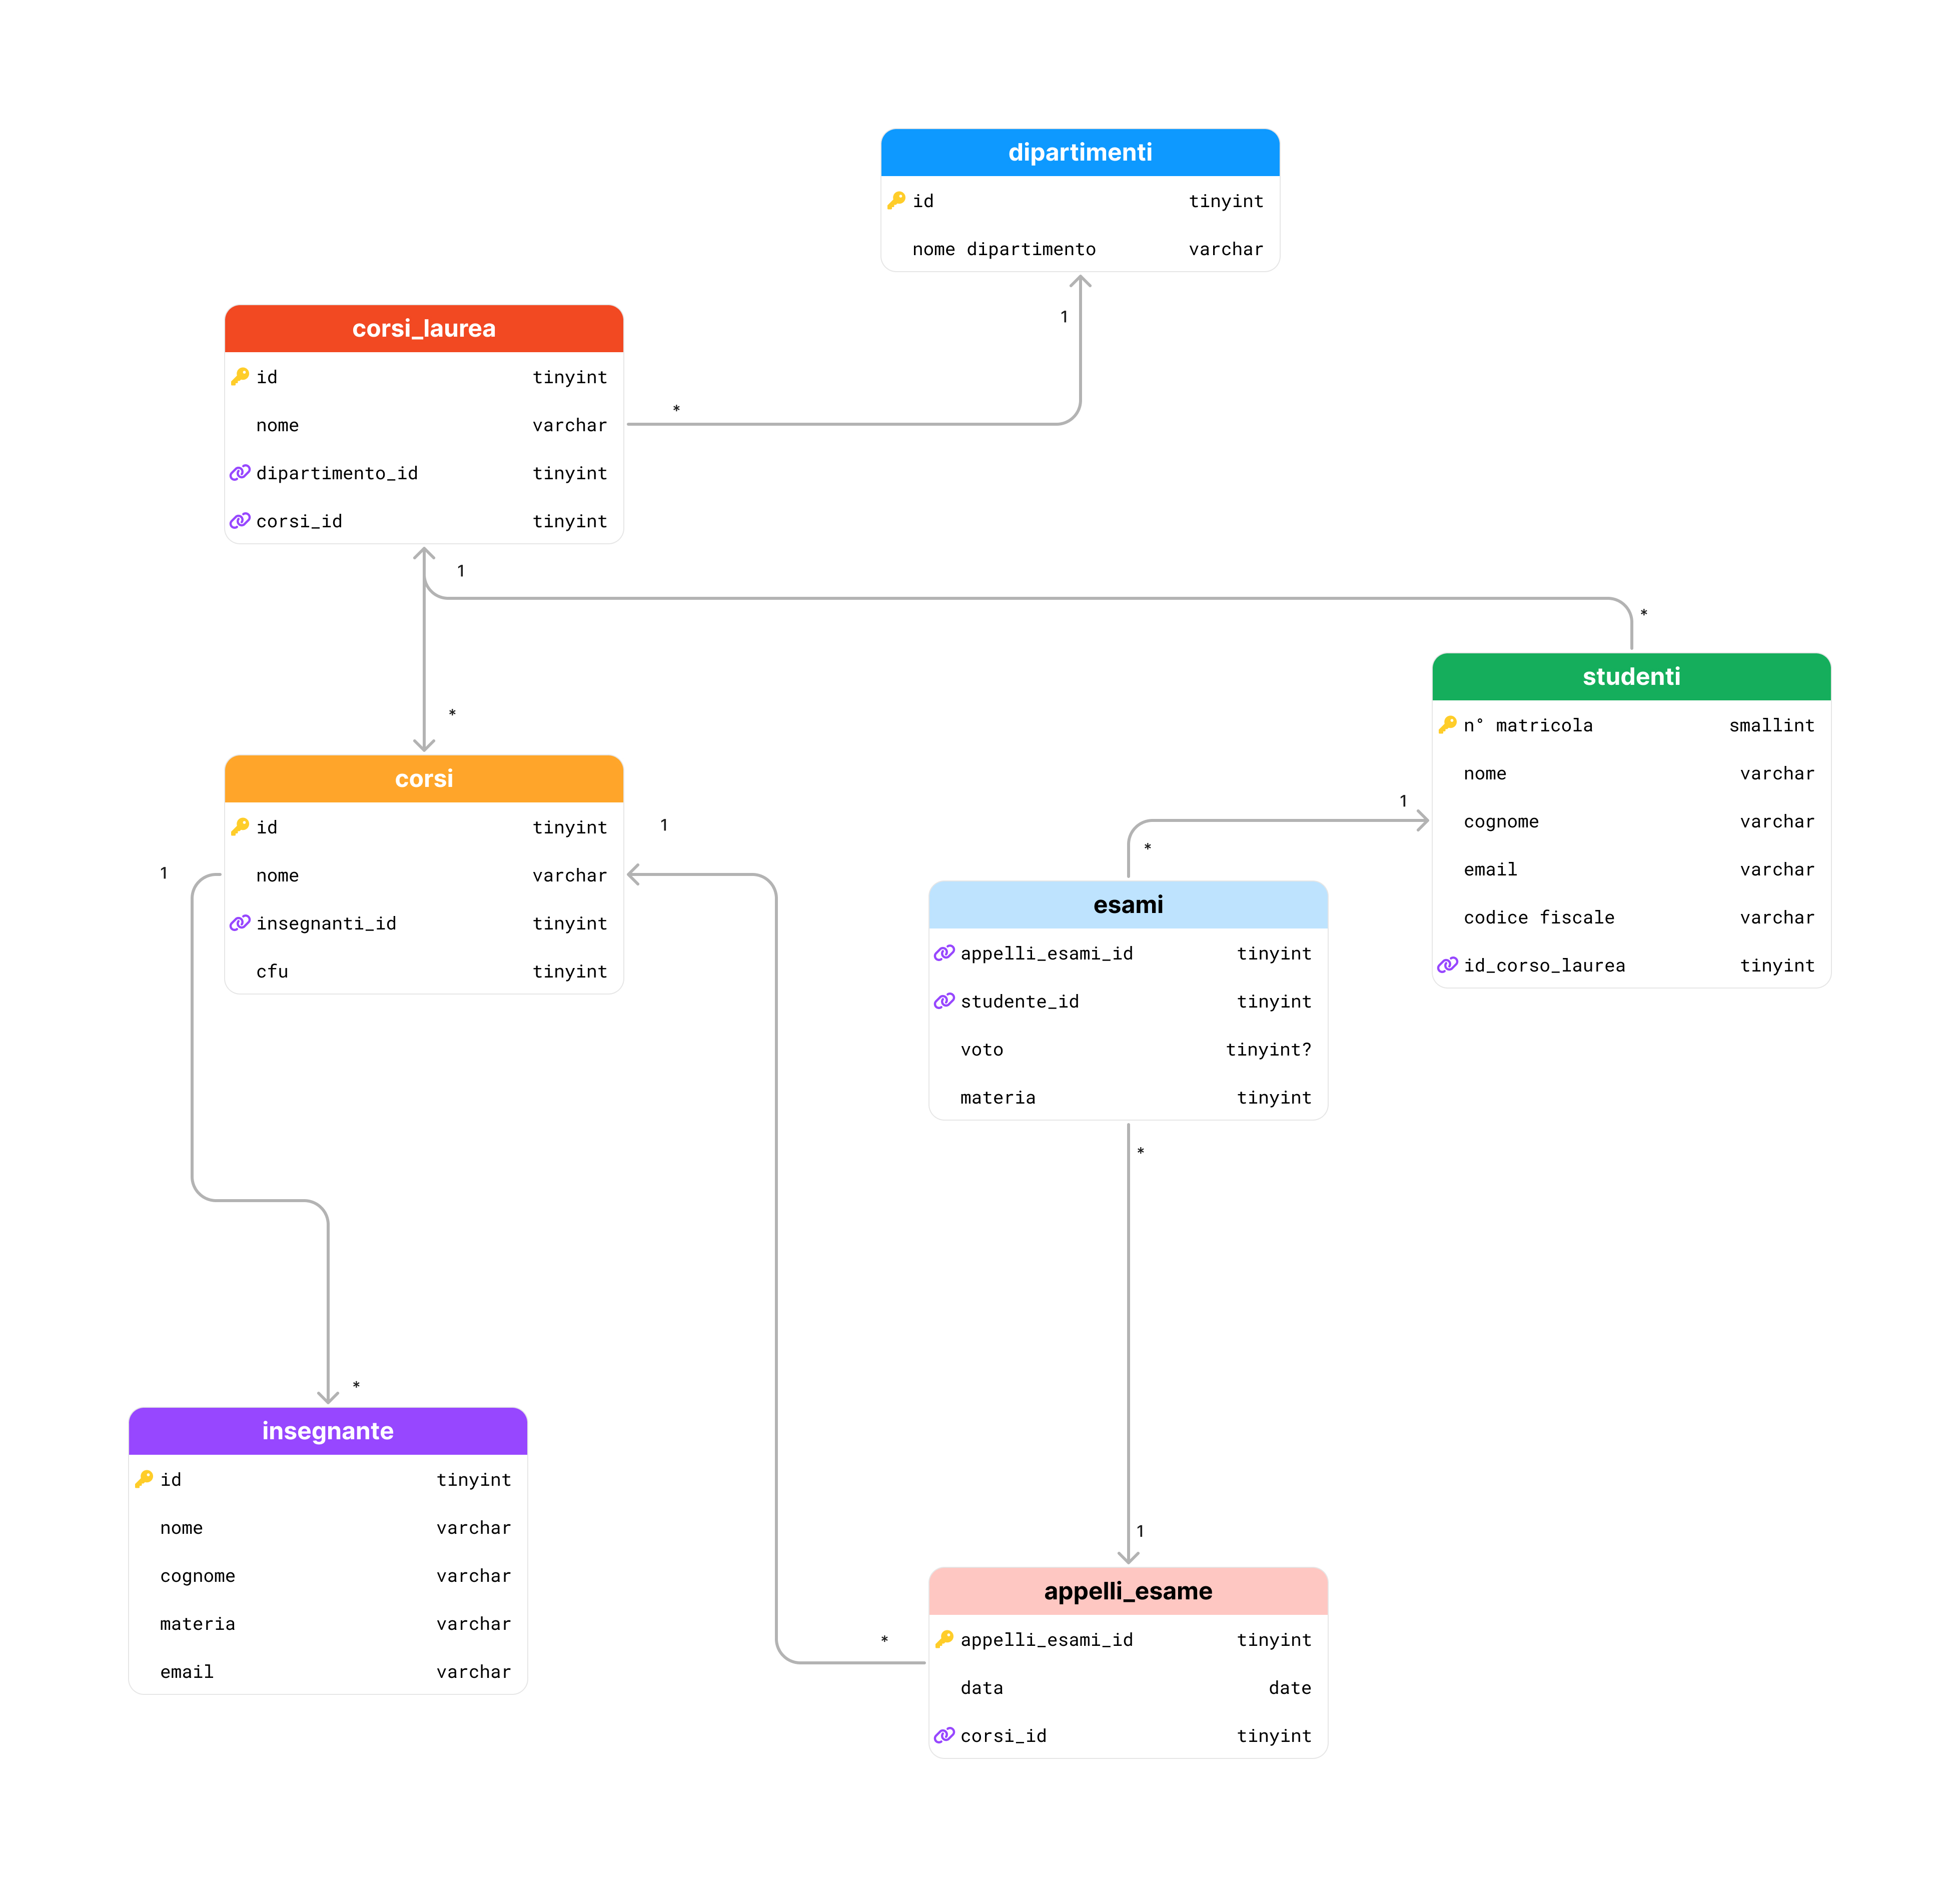 dipartimenti
id tinyint
nome dipartimento varchar
1
corsi_laurea
id tinyint
nome varchar
dipartimento_id tinyint
corsi_id tinyint
*
1
*
*
studenti
n° matricola smallint
nome varchar
cognome varchar
email varchar
codice fiscale varchar
id_corso_laurea tinyint
corsi
id tinyint
nome varchar
insegnanti_id tinyint
cfu tinyint
1
1
1
*
esami
appelli_esami_id tinyint
studente_id tinyint
voto tinyint?
materia tinyint
*
*
insegnante
id tinyint
nome varchar
cognome varchar
materia varchar
email varchar
1
appelli_esame
appelli_esami_id tinyint
data date
corsi_id tinyint
*